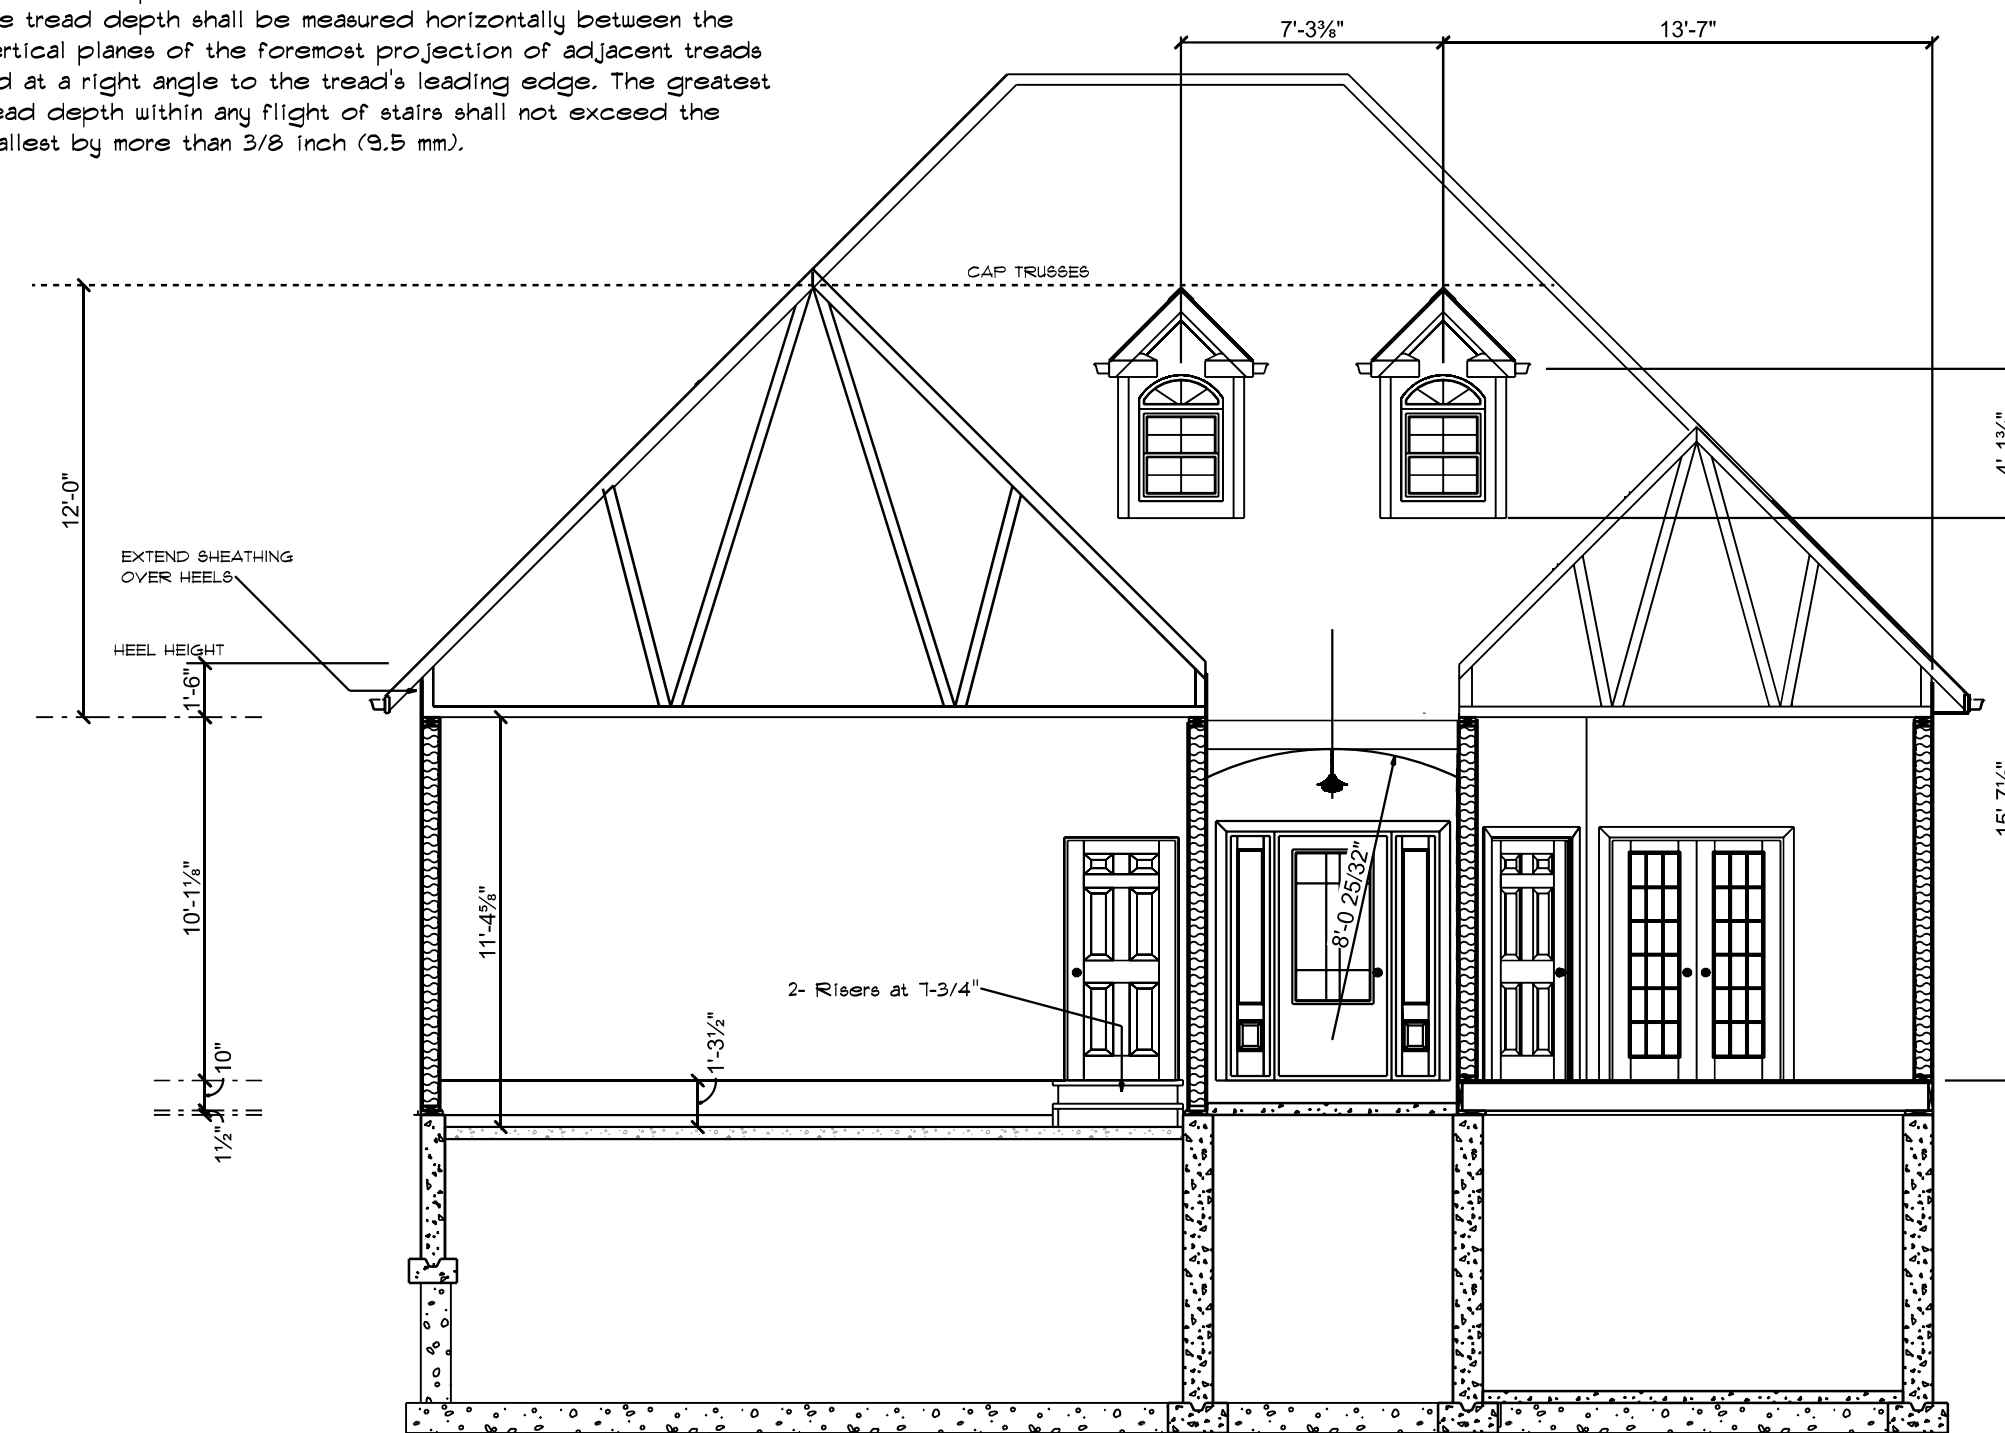 e tread depth shall be measured horizontally between the
ertical planes of the foremost projection of adjacent treads
d at a right angle to the tread's leading edge. The greatest
ead depth within any flight of stairs shall not exceed the
allest by more than 3/8 inch (9.5 mm).
7'-3⅜"
13'-7"
CAP TRUSSES
12'-0"
EXTEND SHEATHING
OVER HEELS
HEEL HEIGHT
1'-6"
10'-1⅛"
11'-4⅝"
8'-0 25/32"
2- Risers at 7-3/4"
1'-3½"
10"
1½"